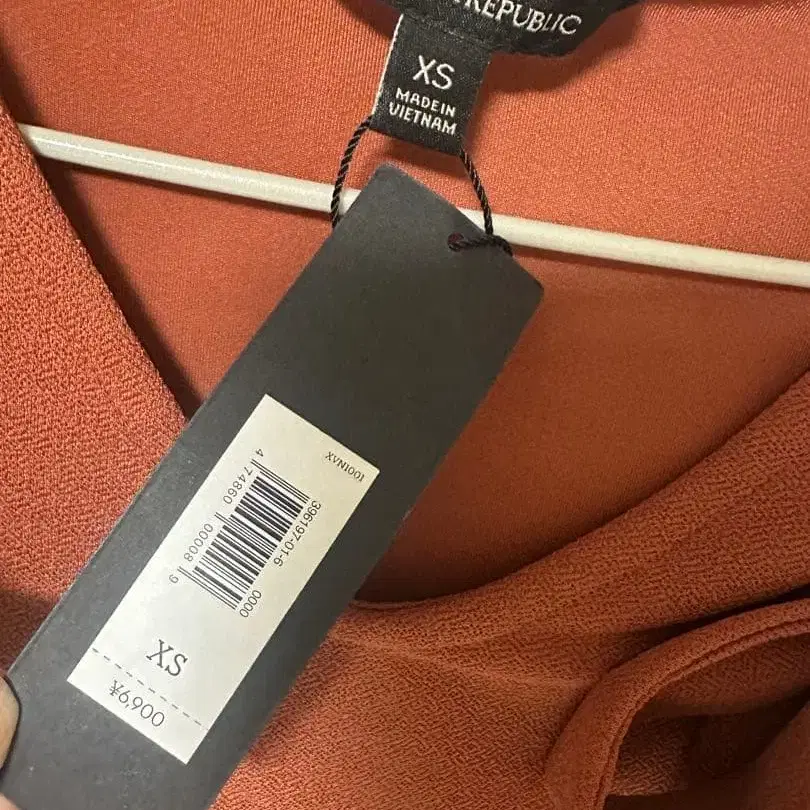 REPUBLIC
XS
MADE IN
VIETNAM
XVN1001
396197-01-6 0000
4 74860 00008 9
XS
¥6,900